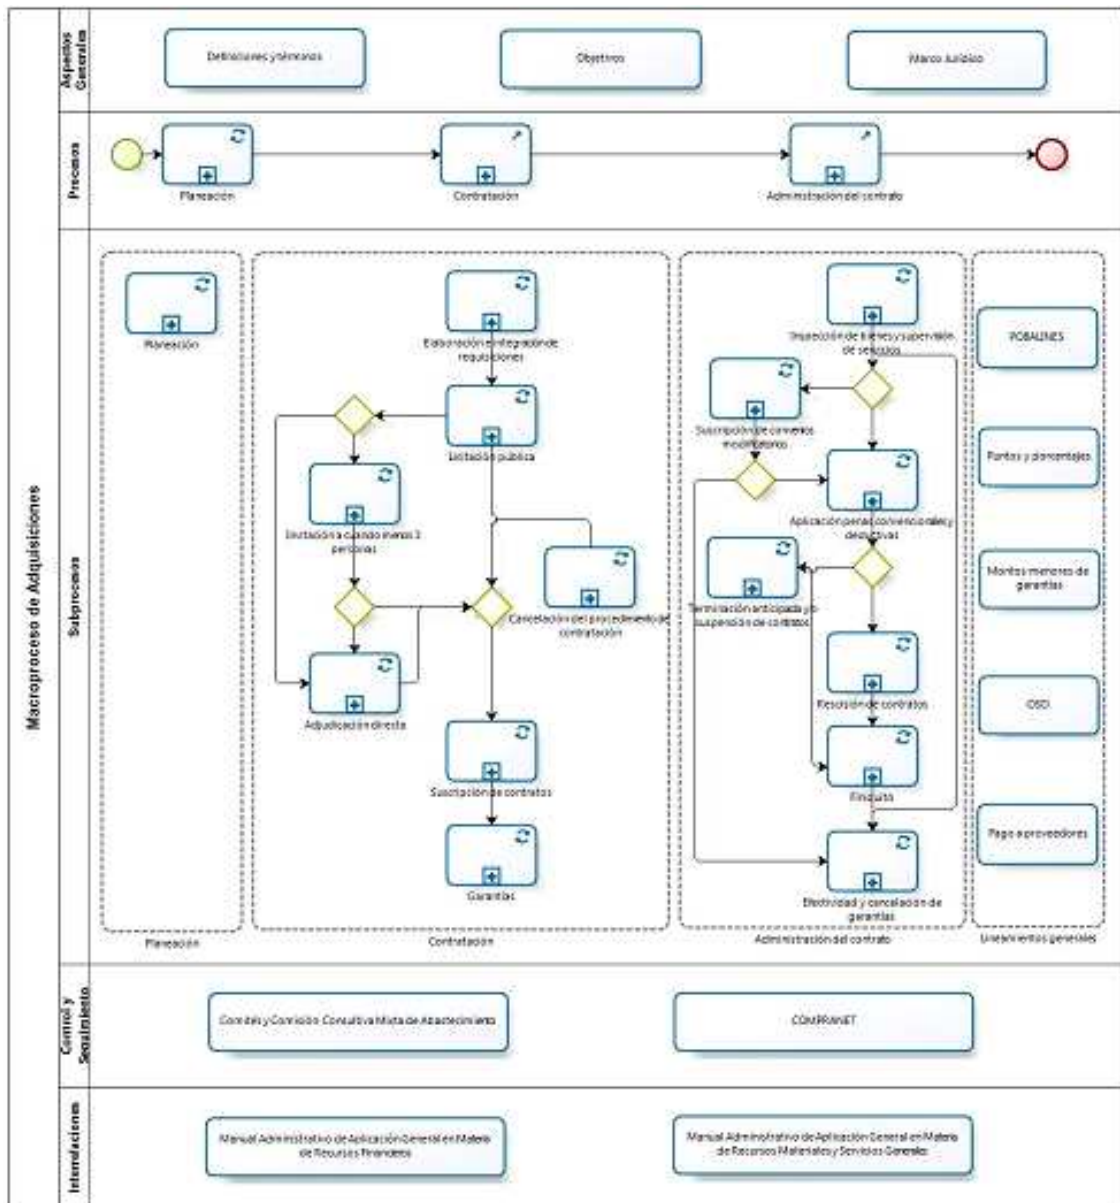 Macroproceso de Adquisiciones
Aspectos
Generales
Definiciones y términos
Objetivos
Marco Jurídico
Procesos
Planeación
Contratación
Administración del contrato
Subprocesos
Planeación
Elaboración e integración de
requisiciones
Licitación pública
Invitación a cuando menos 3
personas
Cancelación del procedimiento de
contratación
Adjudicación directa
Suscripción de contratos
Garantías
Inspección de bienes y supervisión
de servicios
Suscripción de convenios
modificatorios
Aplicación penas convencionales y
deductivas
Terminación anticipada y/o
suspención de contratos
Rescisión de contratos
Finiquito
Efectividad y cancelación de
garantías
POBALINES
Puntos y porcentajes
Montos menores de
garantías
OSD
Pago a proveedores
Planeación
Contratación
Administración del contrato
Lineamientos generales
Control y
Seguimiento
Comités y Comisión Consultiva Mixta de Abastecimiento
COMPRANET
Interrelaciones
Manual Administrativo de Aplicación General en Materia
de Recursos Financieros
Manual Administrativo de Aplicación General en Materia
de Recursos Materiales y Servicios Generales